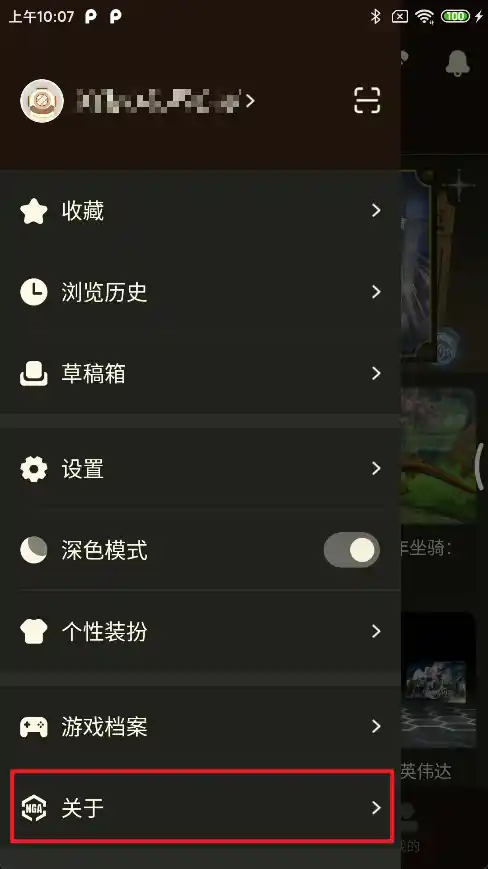 上午10:07
100
收藏
浏览历史
草稿箱
设置
深色模式
年坐骑：
个性装扮
游戏档案
英伟达
NGA 关于
我的